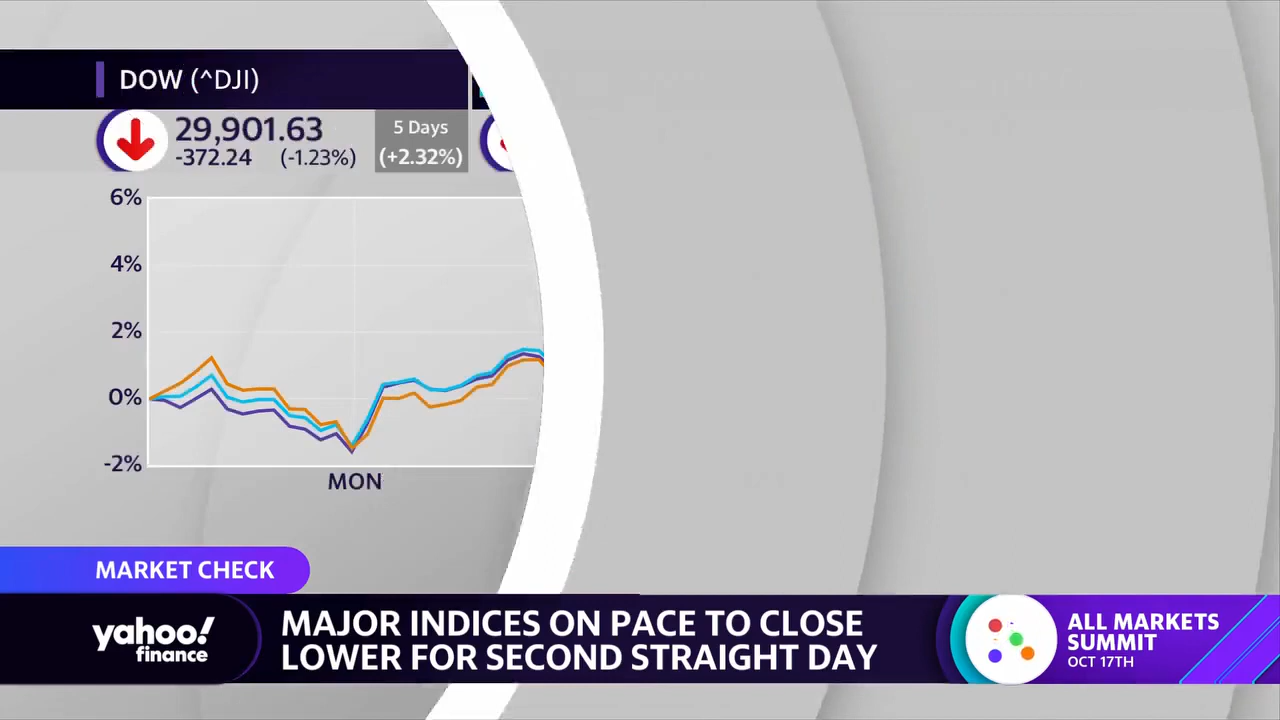 DOW (^DJI)
29,901.63
-372.24 (-1.23%)
5 Days
(+2.32%)
6%
4%
2%
0%
-2%
MON
MARKET CHECK
yahoo!
finance
MAJOR INDICES ON PACE TO CLOSE
LOWER FOR SECOND STRAIGHT DAY
ALL MARKETS
SUMMIT
OCT 17TH